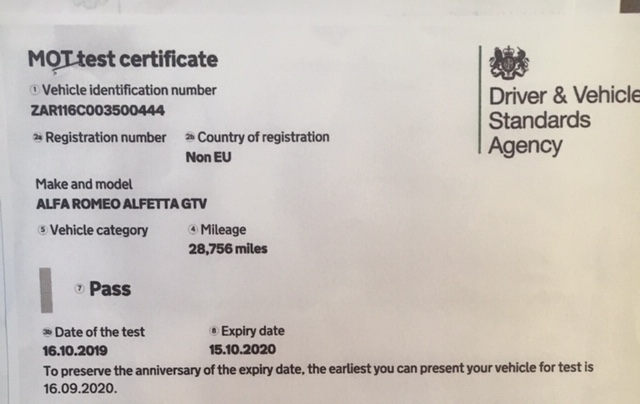 MOT test certificate
1 Vehicle identification number
ZAR116C003500444
2a Registration number 2b Country of registration
Non EU
Make and model
ALFA ROMEO ALFETTA GTV
5 Vehicle category 4 Mileage
28,756 miles
7 Pass
3b Date of the test 8 Expiry date
16.10.2019 15.10.2020
To preserve the anniversary of the expiry date, the earliest you can present your vehicle for test is
16.09.2020.
Driver & Vehicle
Standards
Agency